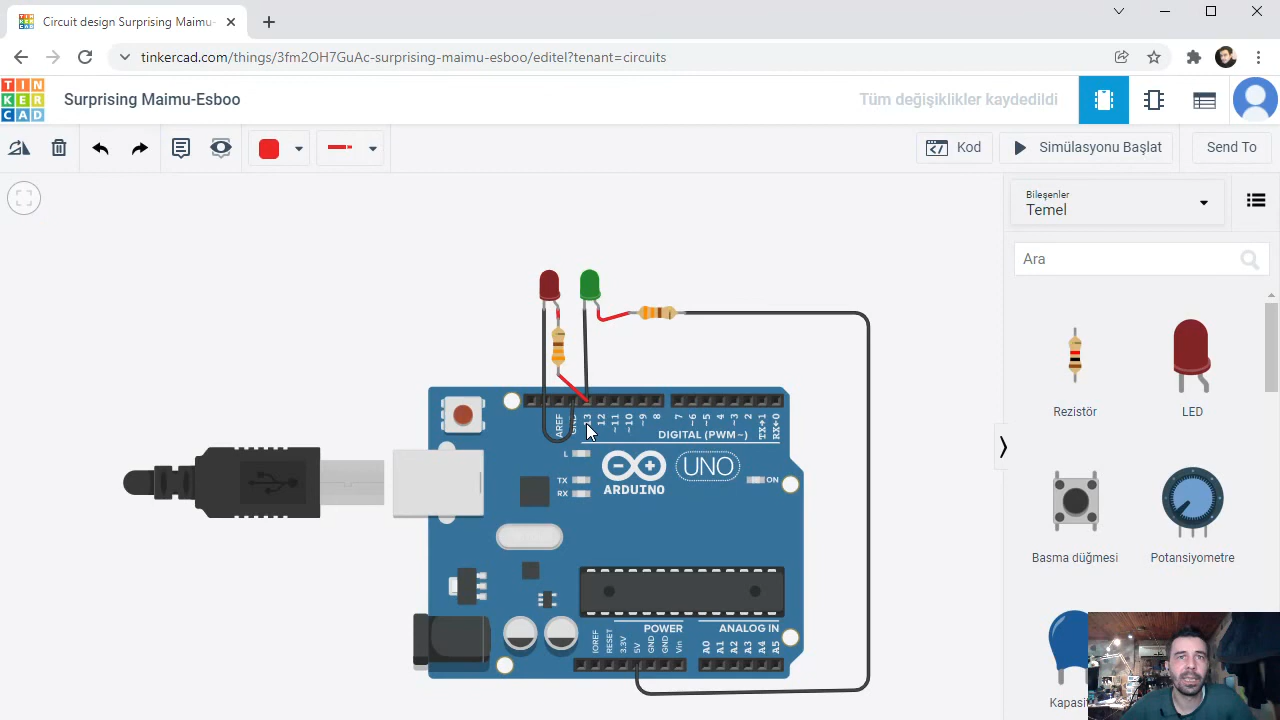 Circuit design Surprising Maimu-
tinkercad.com/things/3fm2OH7GuAc-surprising-maimu-esboo/editel?tenant=circuits
TIN
KER
CAD
Surprising Maimu-Esboo
Tüm değişiklikler kaydedildi
Kod
Simülasyonu Başlat
Send To
Bileşenler
Temel
Ara
Rezistör
LED
Basma düğmesi
Potansiyometre
Kapasi
AREF
GND
13
12
~11
~10
~9
8
7
~6
~5
4
~3
2
TX→1
RX←0
DIGITAL (PWM~)
L
TX
RX
ARDUINO
UNO
ON
POWER
ANALOG IN
IOREF
RESET
3.3V
5V
GND
GND
Vin
A0
A1
A2
A3
A4
A5